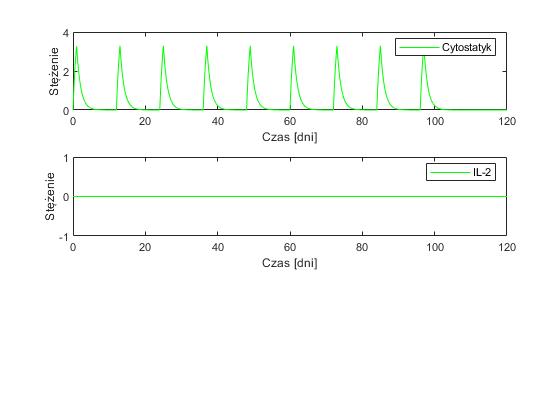 4
2
0
Stężenie
Cytostatyk
0 20 40 60 80 100 120
Czas [dni]
1
0
-1
Stężenie
IL-2
0 20 40 60 80 100 120
Czas [dni]